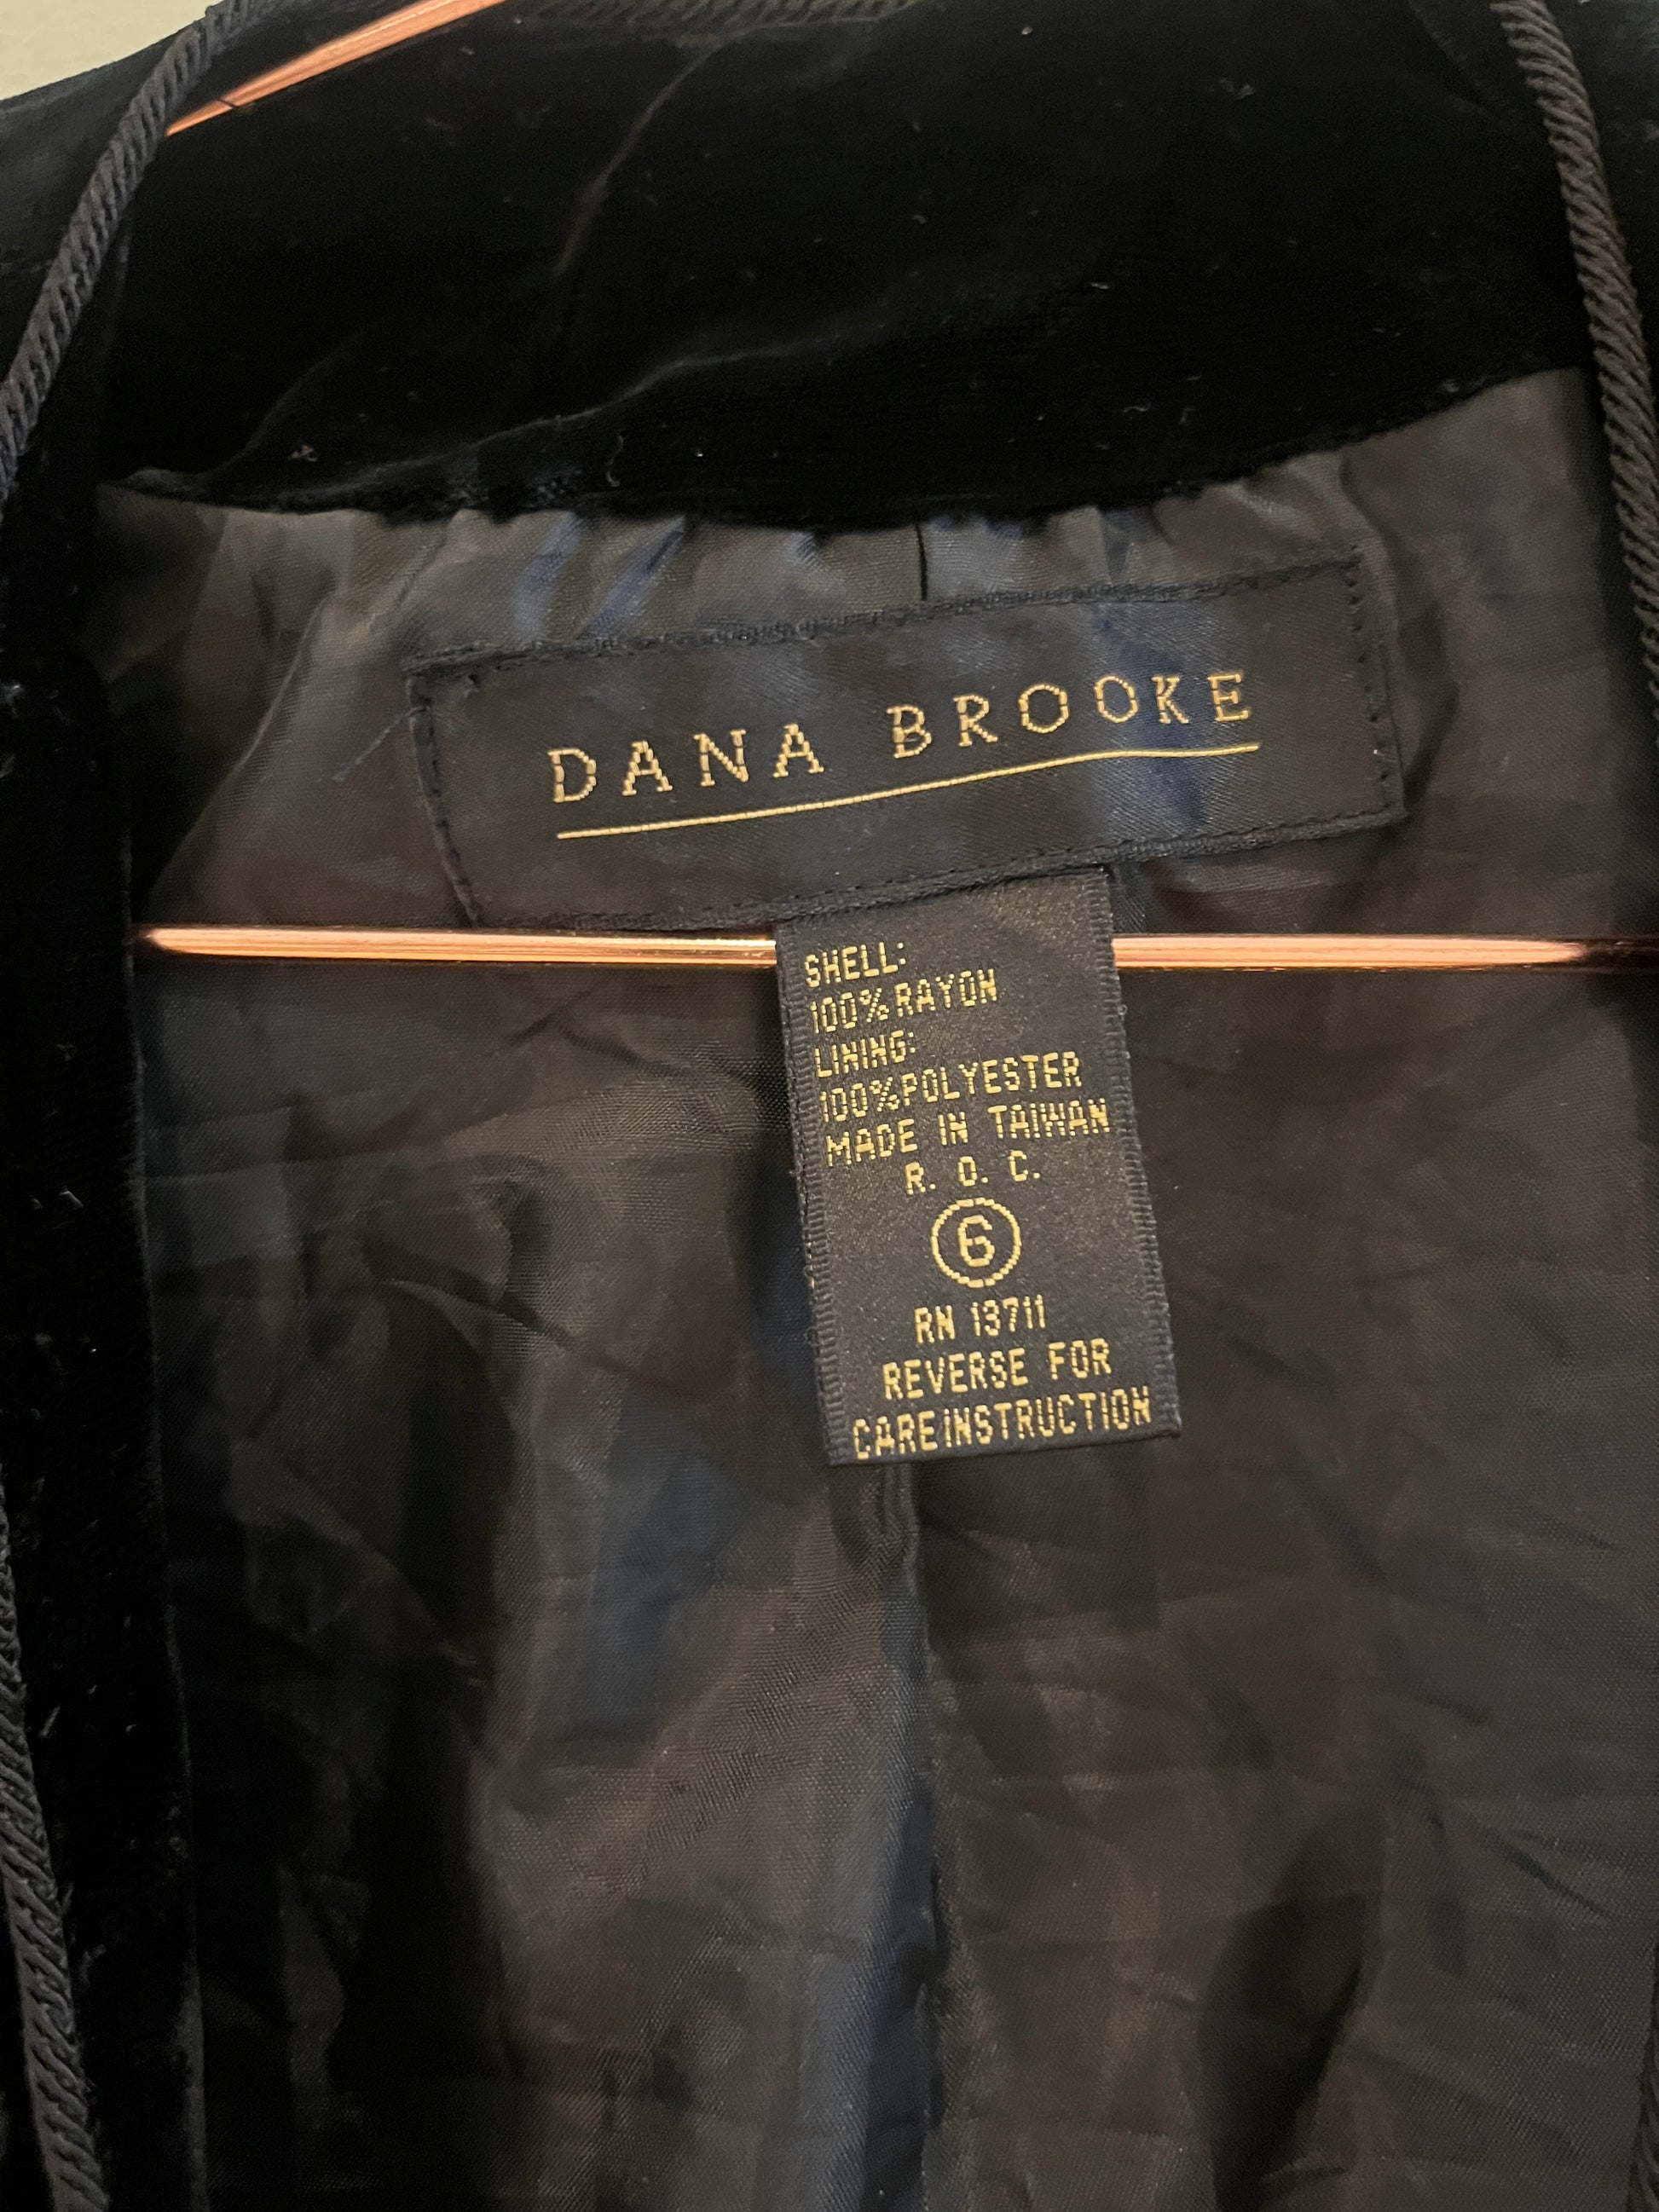 DANA BROOKE
SHELL:
100% RAYON
LINING:
100% POLYESTER
MADE IN TAIWAN
R. O. C.
6
RN 13711
REVERSE FOR
CARE INSTRUCTION